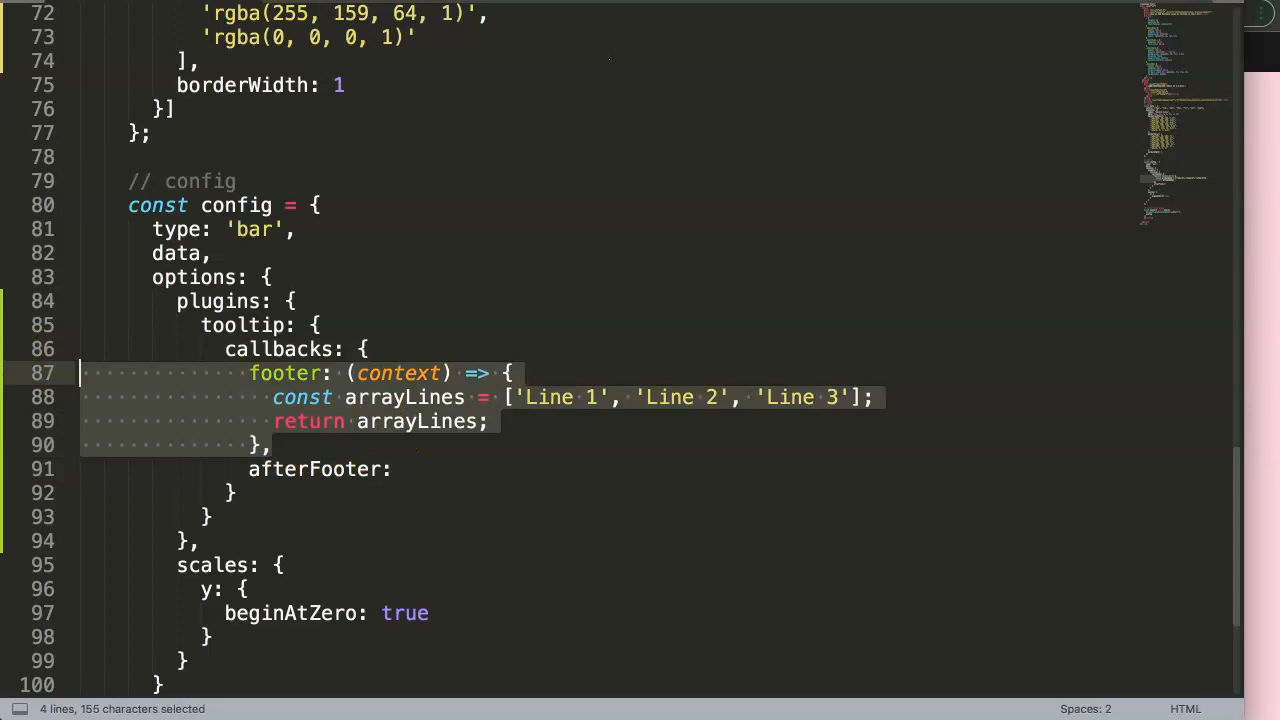 72 'rgba(255, 159, 64, 1)',
73 'rgba(0, 0, 0, 1)'
74 ],
75 borderWidth: 1
76 }]
77 };
78
79 // config
80 const config = {
81 type: 'bar',
82 data,
83 options: {
84 plugins: {
85 tooltip: {
86 callbacks: {
87 footer: (context) => {
88 const arrayLines = ['Line 1', 'Line 2', 'Line 3'];
89 return arrayLines;
90 },
91 afterFooter:
92 }
93 }
94 },
95 scales: {
96 y: {
97 beginAtZero: true
98 }
99 }
100 }
4 lines, 155 characters selected
Spaces: 2
HTML